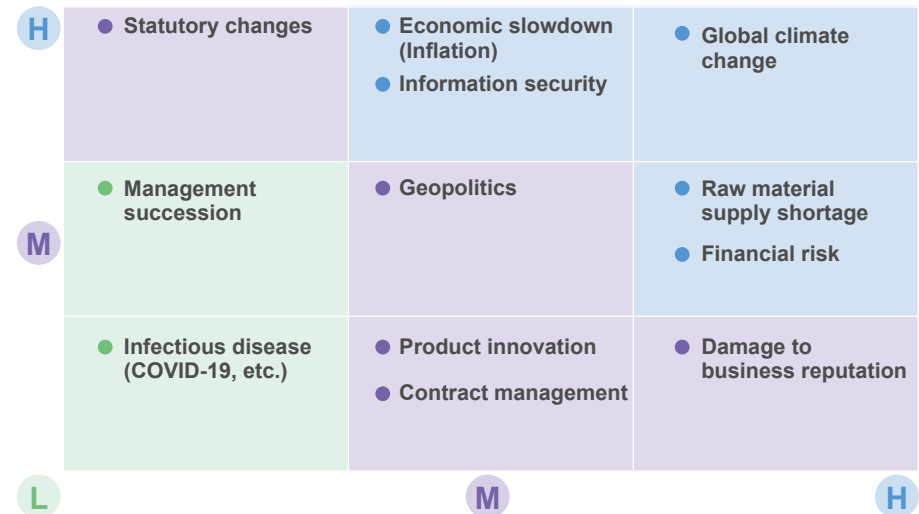 H
Statutory changes
Economic slowdown
(Inflation)
Information security
Global climate
change
M
Management
succession
Geopolitics
Raw material
supply shortage
Financial risk
Infectious disease
(COVID-19, etc.)
Product innovation
Contract management
Damage to
business reputation
L
M
H